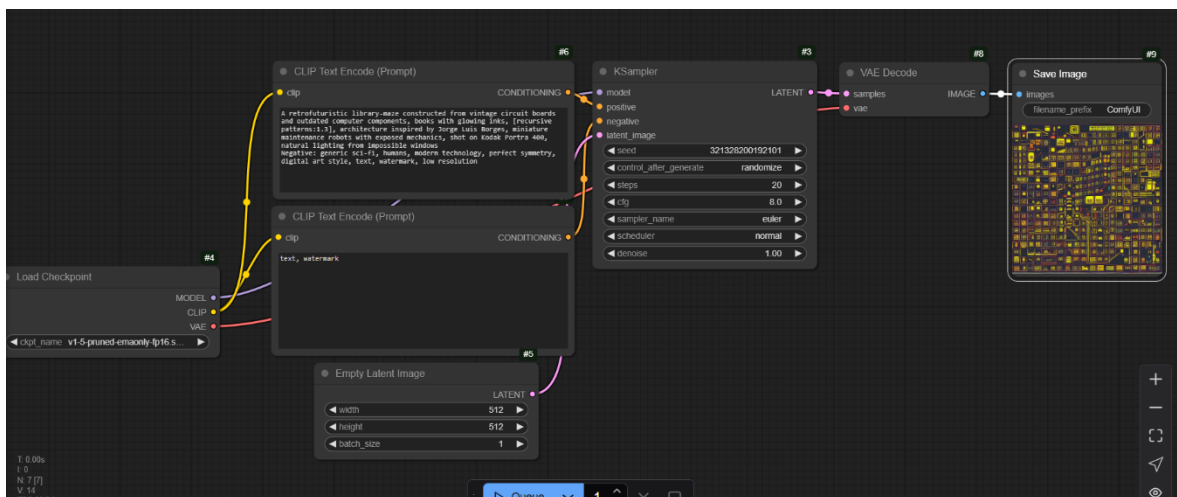 #6
CLIP Text Encode (Prompt)
clip
CONDITIONING
A retrofuturistic library-maze constructed from vintage circuit boards
and outdated computer components, books with glowing inks, [recursive
patterns:1.3], architecture inspired by Jorge Luis Borges, miniature
maintenance robots with exposed mechanics, shot on Kodak Portra 400,
natural lighting from impossible windows
Negative: generic sci-fi, humans, modern technology, perfect symmetry,
digital art style, text, watermark, low resolution
CLIP Text Encode (Prompt)
clip
CONDITIONING
text, watermark
#4
Load Checkpoint
MODEL
CLIP
VAE
ckpt_name v1-5-pruned-emaonly-fp16.s...
#5
Empty Latent Image
LATENT
width 512
height 512
batch_size 1
#3
KSampler
model
LATENT
positive
negative
latent_image
seed 321328200192101
control_after_generate randomize
steps 20
cfg 8.0
sampler_name euler
scheduler normal
denoise 1.00
#8
VAE Decode
samples
IMAGE
vae
#9
Save Image
images
filename_prefix ComfyUI
T: 0.00s
I: 0
N: 7 [7]
V: 14
Queue
1